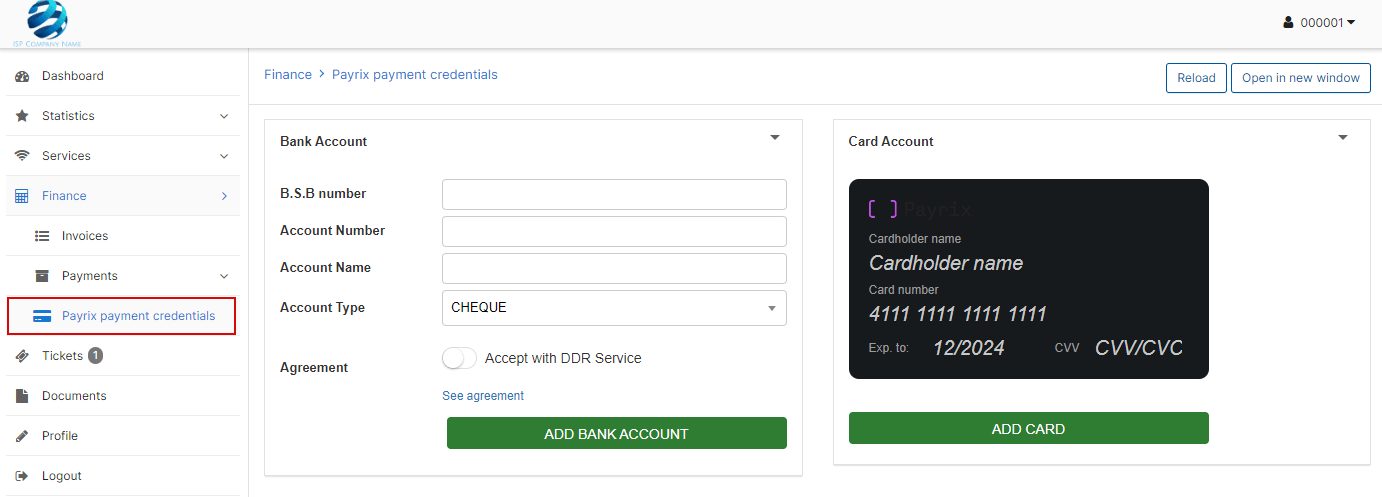 ISP COMPANY NAME
000001
Dashboard
Statistics
Services
Finance
Invoices
Payments
Payrix payment credentials
Tickets 1
Documents
Profile
Logout
Finance > Payrix payment credentials
Reload
Open in new window
Bank Account
B.S.B number
Account Number
Account Name
Account Type CHEQUE
Agreement Accept with DDR Service
See agreement
ADD BANK ACCOUNT
Card Account
[ ] Payrix
Cardholder name
Cardholder name
Card number
4111 1111 1111 1111
Exp. to: 12/2024 CVV CVV/CVC
ADD CARD